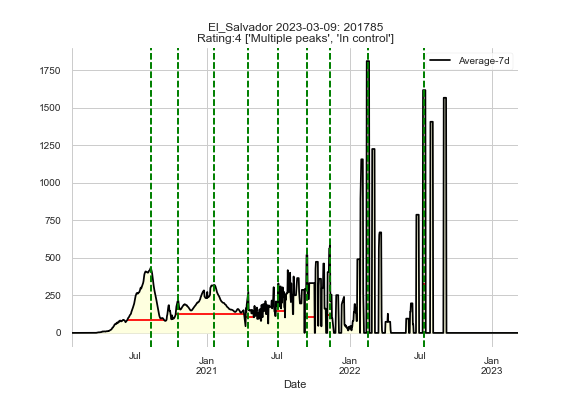 El_Salvador 2023-03-09: 201785
Rating:4 ['Multiple peaks', 'In control']
Average-7d
1750
1500
1250
1000
750
500
250
0
Jul
Jan
2021
Jul
Jan
2022
Jul
Jan
2023
Date